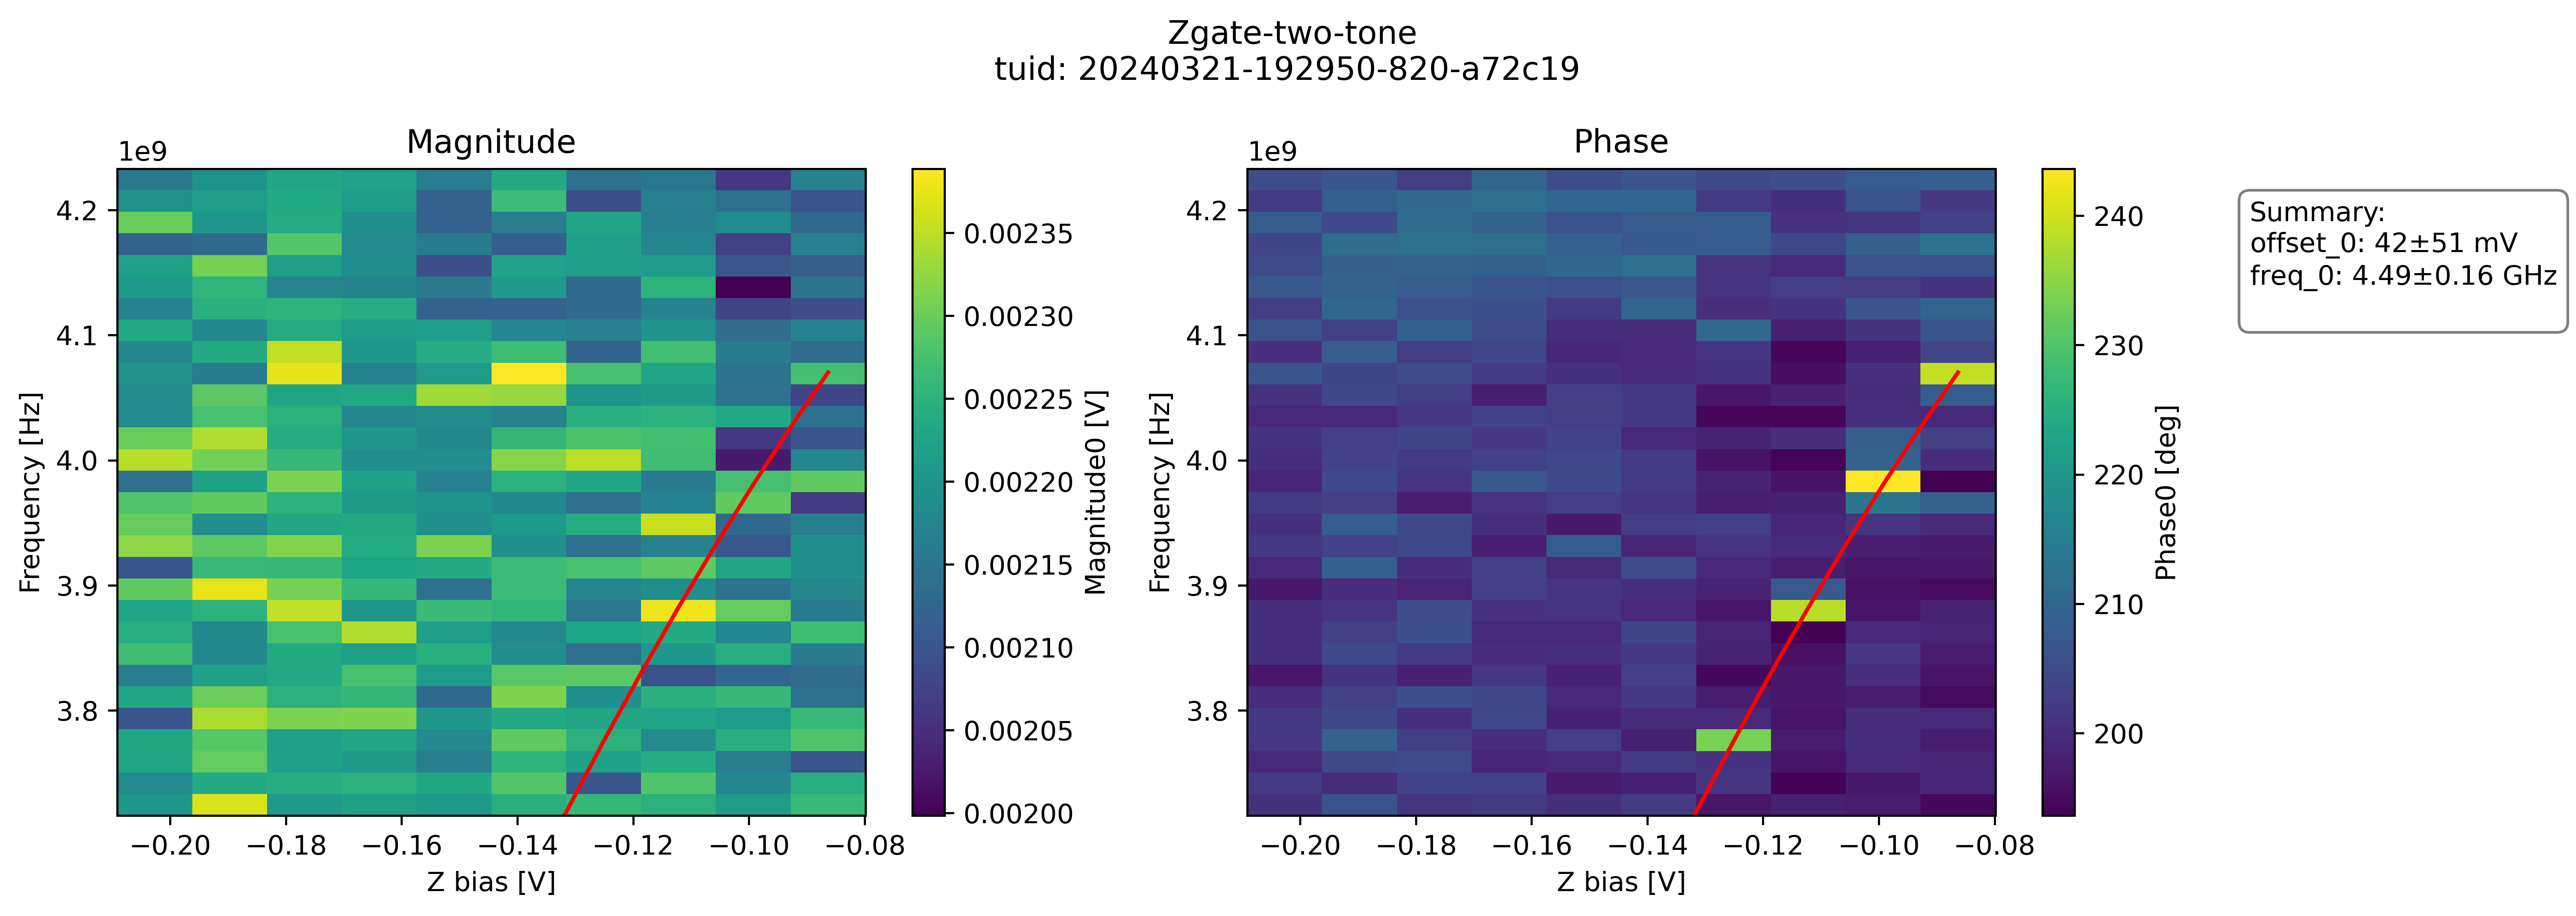 Zgate-two-tone
tuid: 20240321-192950-820-a72c19
Magnitude
1e9
4.2
4.1
4.0
3.9
3.8
Frequency [Hz]
−0.20
−0.18
−0.16
−0.14
−0.12
−0.10
−0.08
Z bias [V]
0.00235
0.00230
0.00225
0.00220
0.00215
0.00210
0.00205
0.00200
Magnitude0 [V]
Phase
1e9
4.2
4.1
4.0
3.9
3.8
Frequency [Hz]
−0.20
−0.18
−0.16
−0.14
−0.12
−0.10
−0.08
Z bias [V]
240
230
220
210
200
Phase0 [deg]
Summary:
offset_0: 42±51 mV
freq_0: 4.49±0.16 GHz